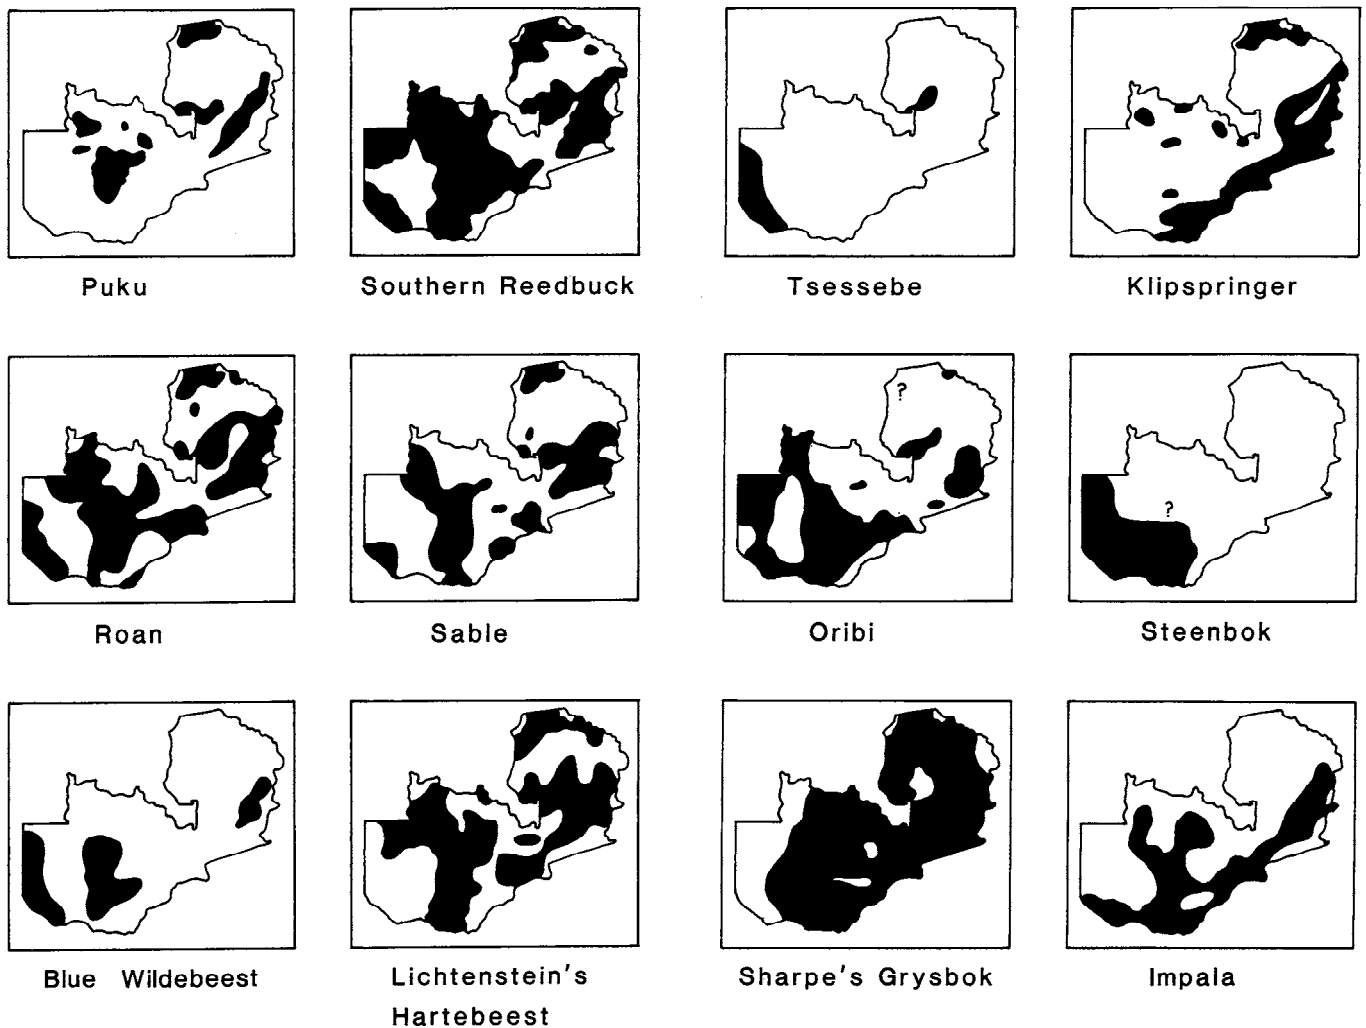 Puku
Southern Reedbuck
Tsessebe
Klipspringer
?
?
Roan
Sable
Oribi
Steenbok
Blue Wildebeest
Lichtenstein's
Hartebeest
Sharpe's Grysbok
Impala